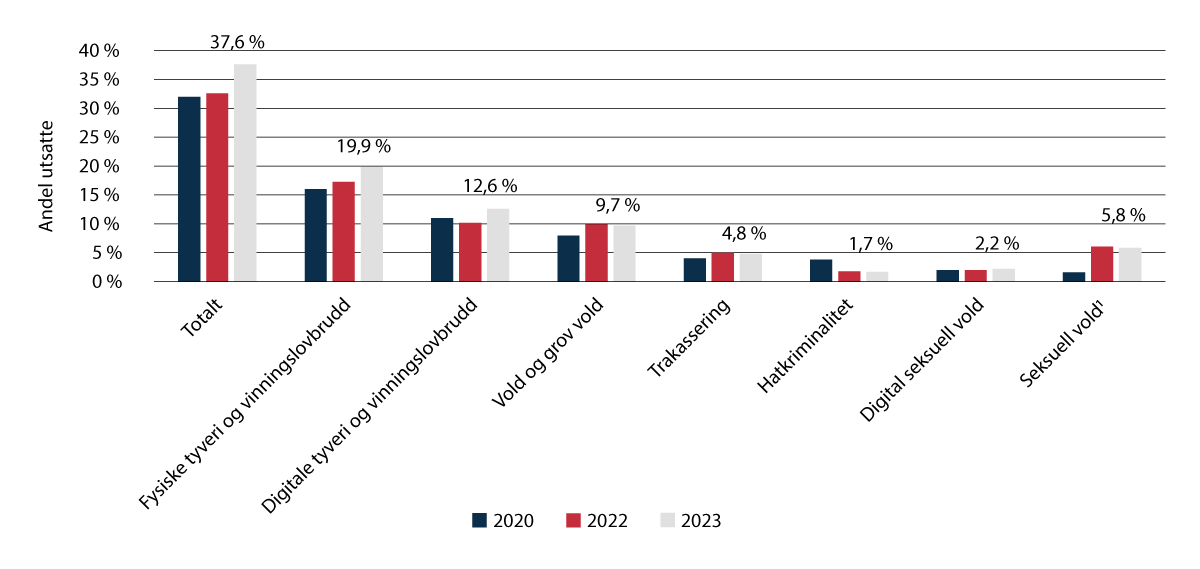 37,6 %
40 %
35 %
30 %
25 %
20 %
15 %
10 %
5 %
0 %
Andel utsatte
19,9 %
12,6 %
9,7 %
4,8 %
1,7 %
2,2 %
5,8 %
Totalt
Fysiske tyveri og vinningslovbrudd
Digitale tyveri og vinningslovbrudd
Vold og grov vold
Trakassering
Hatkriminalitet
Digital seksuell vold
Seksuell vold¹
2020 2022 2023